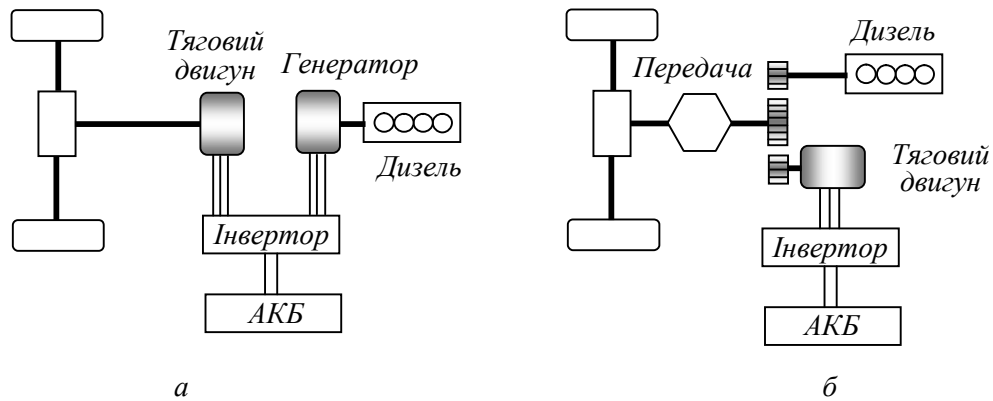 Тяговий
двигун
Генератор
Дизель
Інвертор
АКБ
а
Передача
Дизель
Тяговий
двигун
Інвертор
АКБ
б